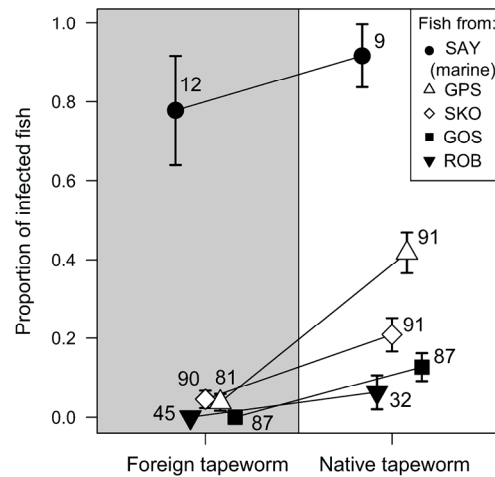 Proportion of infected fish
1.0
0.8
0.6
0.4
0.2
0.0
12
9
91
91
87
32
90
81
45
87
Foreign tapeworm
Native tapeworm
Fish from:
SAY
(marine)
GPS
SKO
GOS
ROB